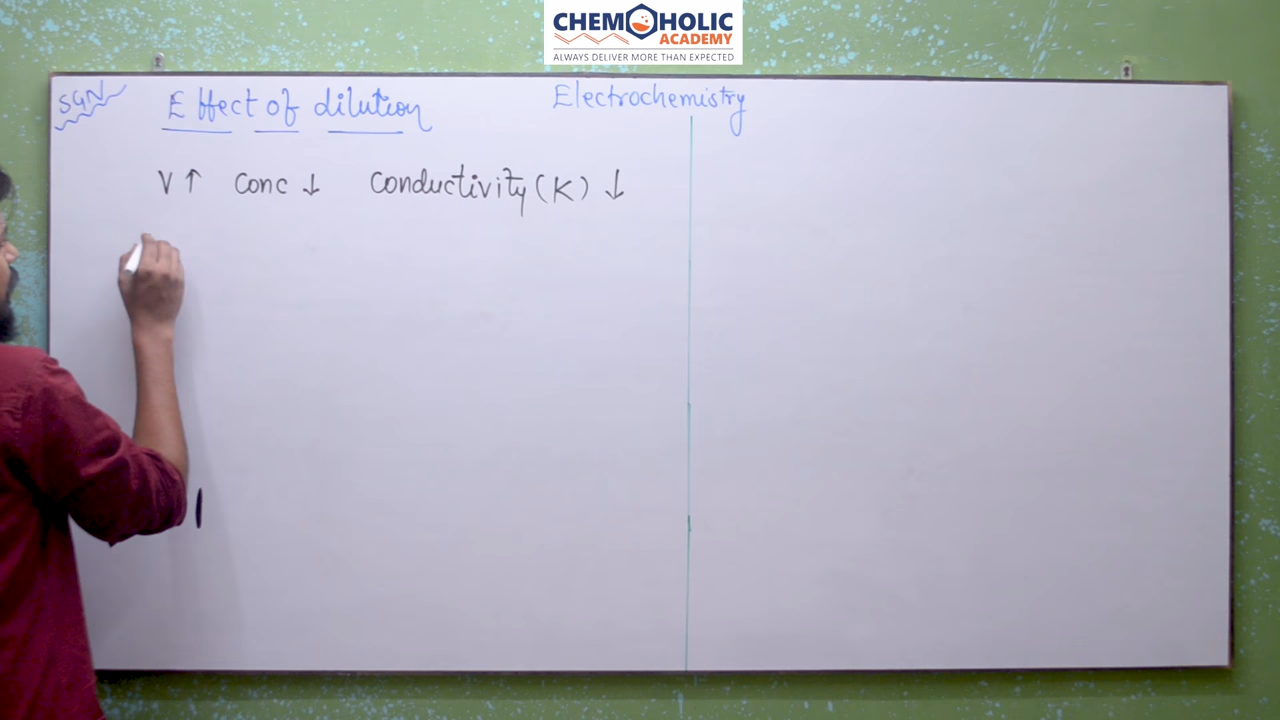 CHEMOHOLIC
ACADEMY
ALWAYS DELIVER MORE THAN EXPECTED
SGN
Effect of dilution
Electrochemistry
V ↑ Conc ↓ Conductivity (K) ↓